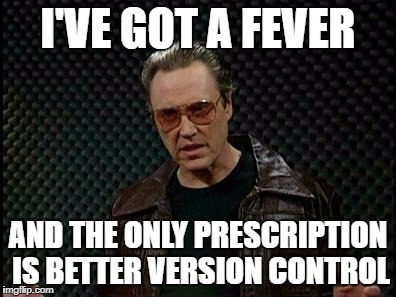 I'VE GOT A FEVER
AND THE ONLY PRESCRIPTION
IS BETTER VERSION CONTROL
imgflip.com